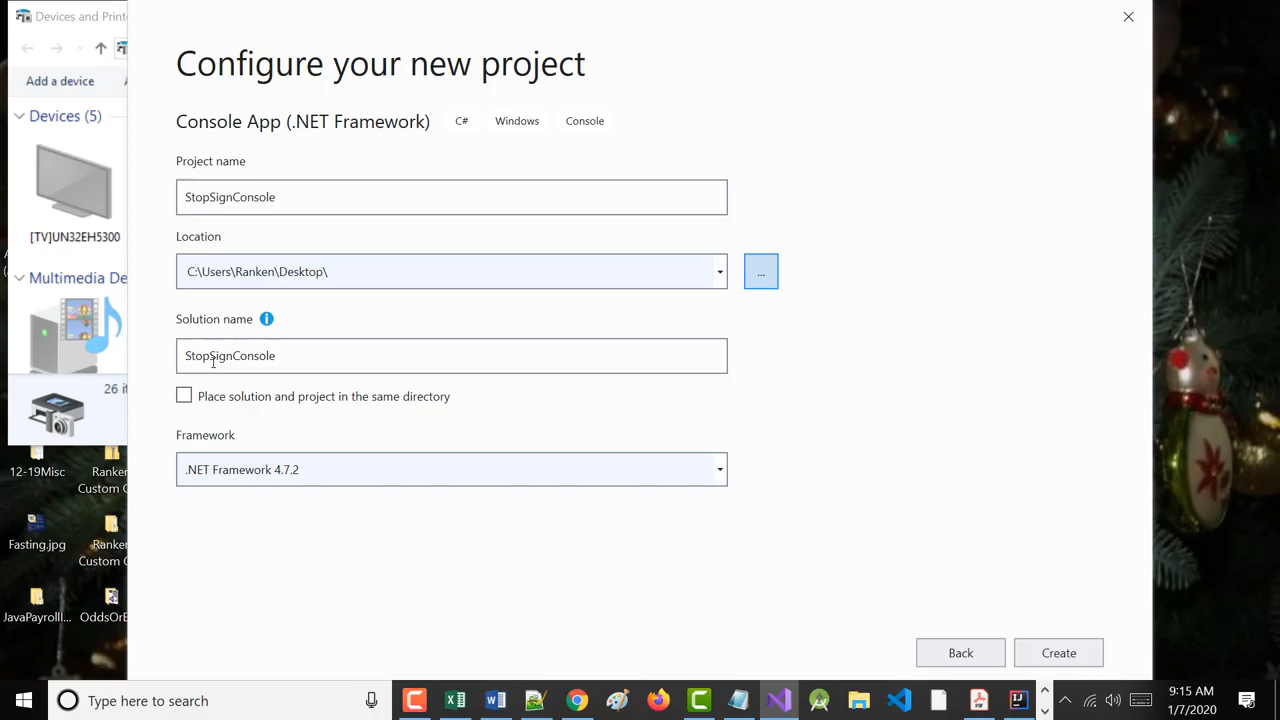 Devices and Print
Add a device
Devices (5)
[TV]UN32EH5300
Multimedia De
26 it
12-19Misc
Ranken
Custom C
Fasting.jpg
Ranken
Custom C
JavaPayrollI...
OddsOrE
Configure your new project
Console App (.NET Framework)
C#
Windows
Console
Project name
StopSignConsole
Location
C:\Users\Ranken\Desktop\
...
Solution name
StopSignConsole
Place solution and project in the same directory
Framework
.NET Framework 4.7.2
Back
Create
Type here to search
9:15 AM
1/7/2020